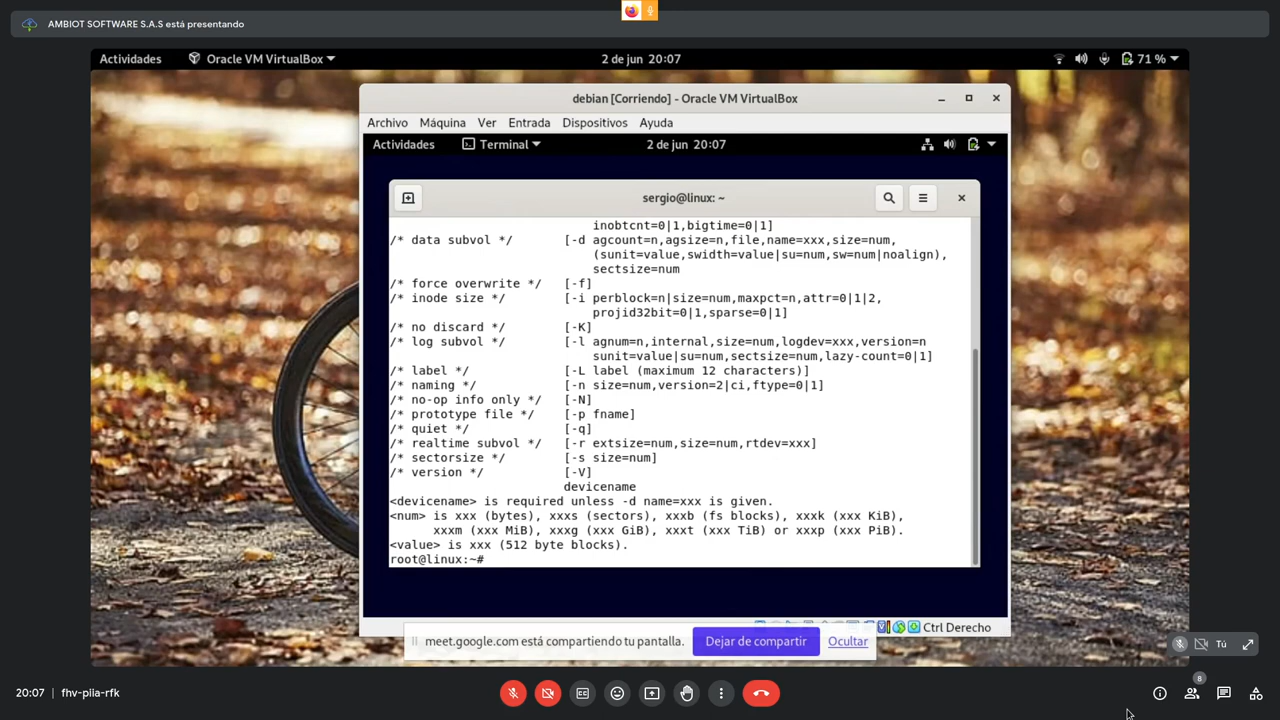 AMBIOT SOFTWARE S.A.S está presentando
Actividades Oracle VM VirtualBox 2 de jun 20:07 71 %
debian [Corriendo] - Oracle VM VirtualBox
Archivo Máquina Ver Entrada Dispositivos Ayuda
Actividades Terminal 2 de jun 20:07
sergio@linux: ~
inobtcnt=0|1,bigtime=0|1]
/* data subvol */ [-d agcount=n,agsize=n,file,name=xxx,size=num,
(sunit=value,swidth=value|su=num,sw=num|noalign),
sectsize=num
/* force overwrite */ [-f]
/* inode size */ [-i perblock=n|size=num,maxpct=n,attr=0|1|2,
projid32bit=0|1,sparse=0|1]
/* no discard */ [-K]
/* log subvol */ [-l agnum=n,internal,size=num,logdev=xxx,version=n
sunit=value|su=num,sectsize=num,lazy-count=0|1]
/* label */ [-L label (maximum 12 characters)]
/* naming */ [-n size=num,version=2|ci,ftype=0|1]
/* no-op info only */ [-N]
/* prototype file */ [-p fname]
/* quiet */ [-q]
/* realtime subvol */ [-r extsize=num,size=num,rtdev=xxx]
/* sectorsize */ [-s size=num]
/* version */ [-V]
devicename
<devicename> is required unless -d name=xxx is given.
<num> is xxx (bytes), xxxs (sectors), xxxb (fs blocks), xxxk (xxx KiB),
xxxm (xxx MiB), xxxg (xxx GiB), xxxt (xxx TiB) or xxxp (xxx PiB).
<value> is xxx (512 byte blocks).
root@linux:~#
Ctrl Derecho
meet.google.com está compartiendo tu pantalla. Dejar de compartir Ocultar
Tú
20:07 | fhv-piia-rfk
8